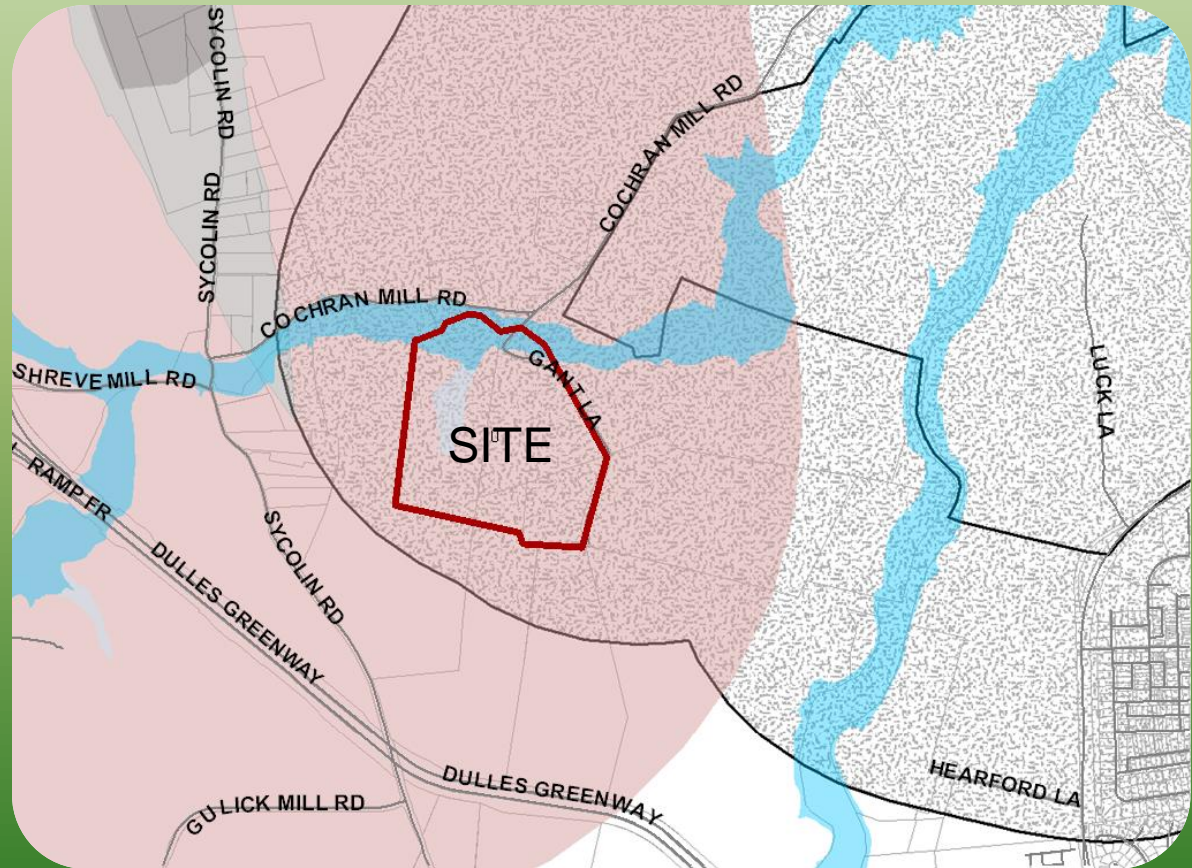 SYCOLIN RD
COCHRAN MILL RD
SYCOLIN RD
COCHRAN MILL RD
SHREVE MILL RD
GANT LA
LUCK LA
SITE
RAMP FR
SYCOLIN RD
DULLES GREENWAY
DULLES GREENWAY
HEARFORD LA
GULICK MILL RD